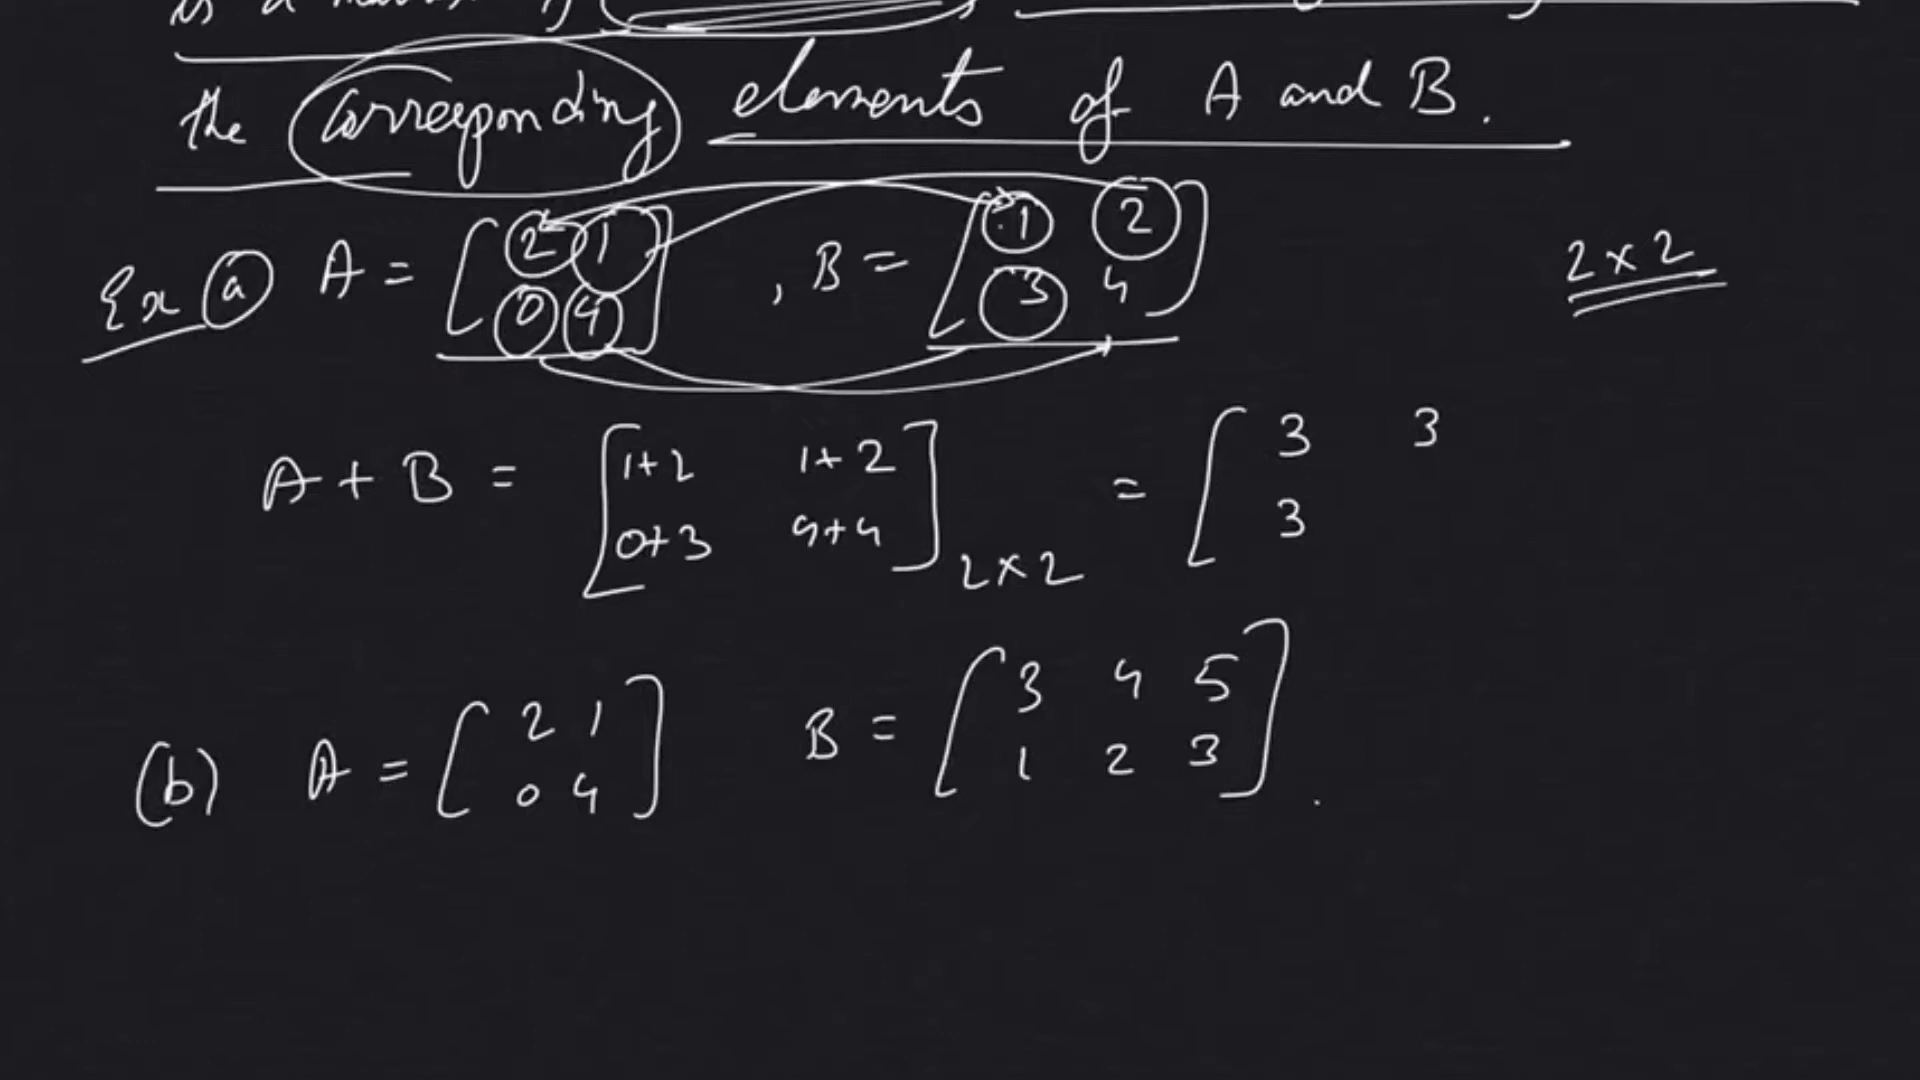 is a
the corresponding elements of A and B.
Ex (a) A = [2 1 0 4], B = [1 2 3 4] 2×2
A + B = [1+2 1+2 0+3 4+4] 2×2 = [3 3 3
(b) A = [2 1 0 4] B = [3 4 5 1 2 3].